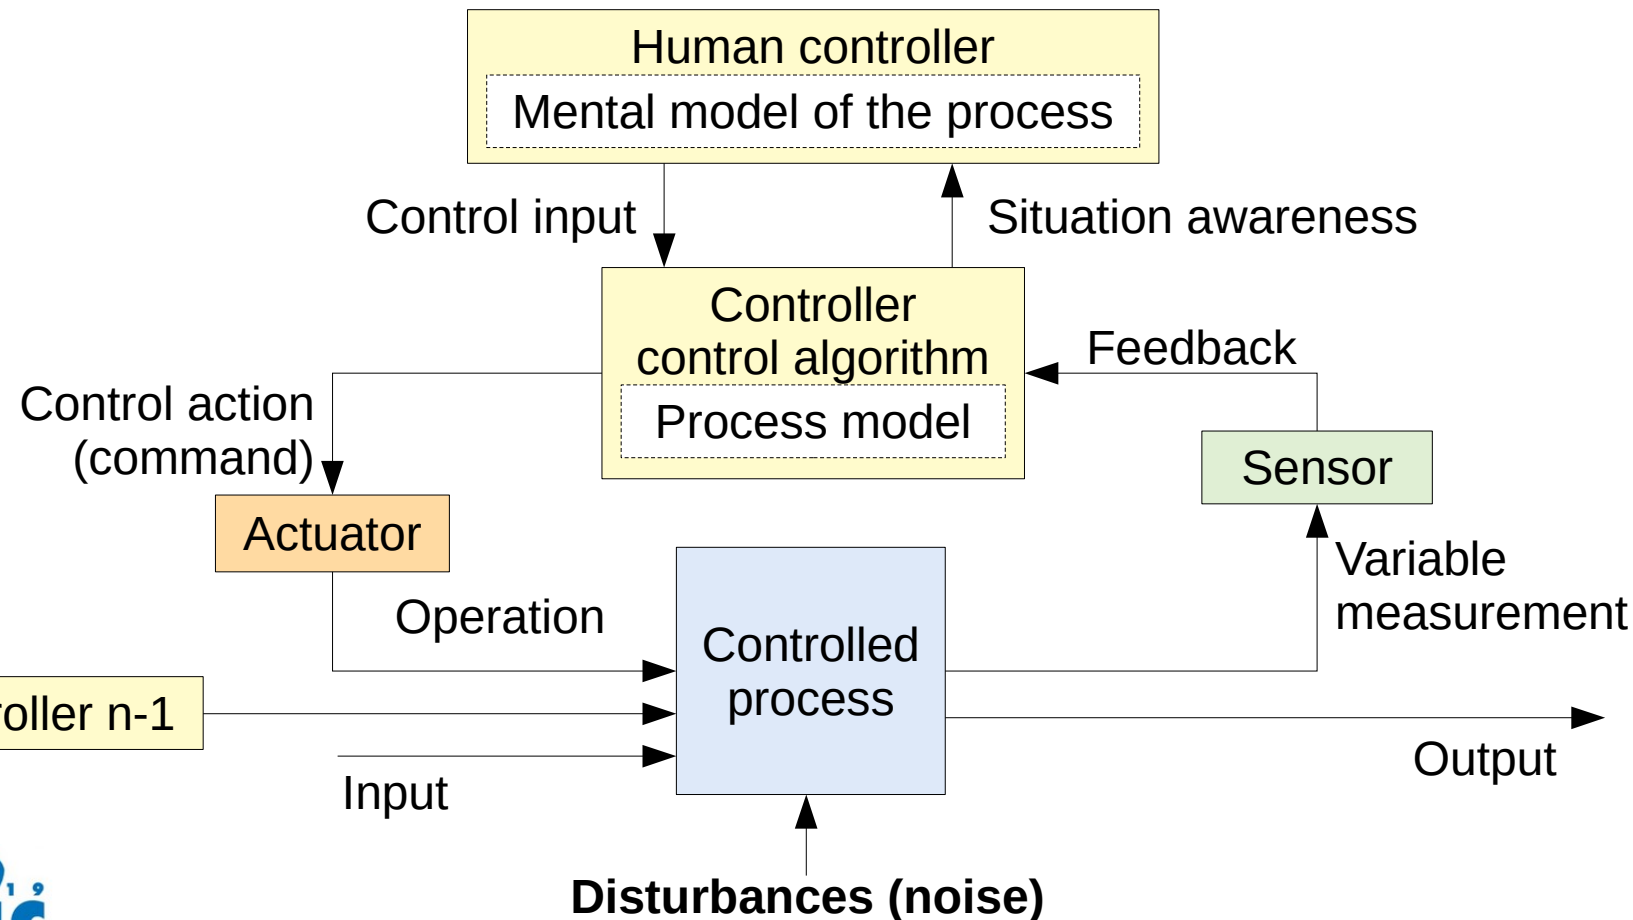 Human controller
Mental model of the process
Control input
Situation awareness
Controller
control algorithm
Process model
Feedback
Control action
(command)
Sensor
Actuator
Variable
measurement
Operation
Controlled
process
roller n-1
Input
Output
Disturbances (noise)